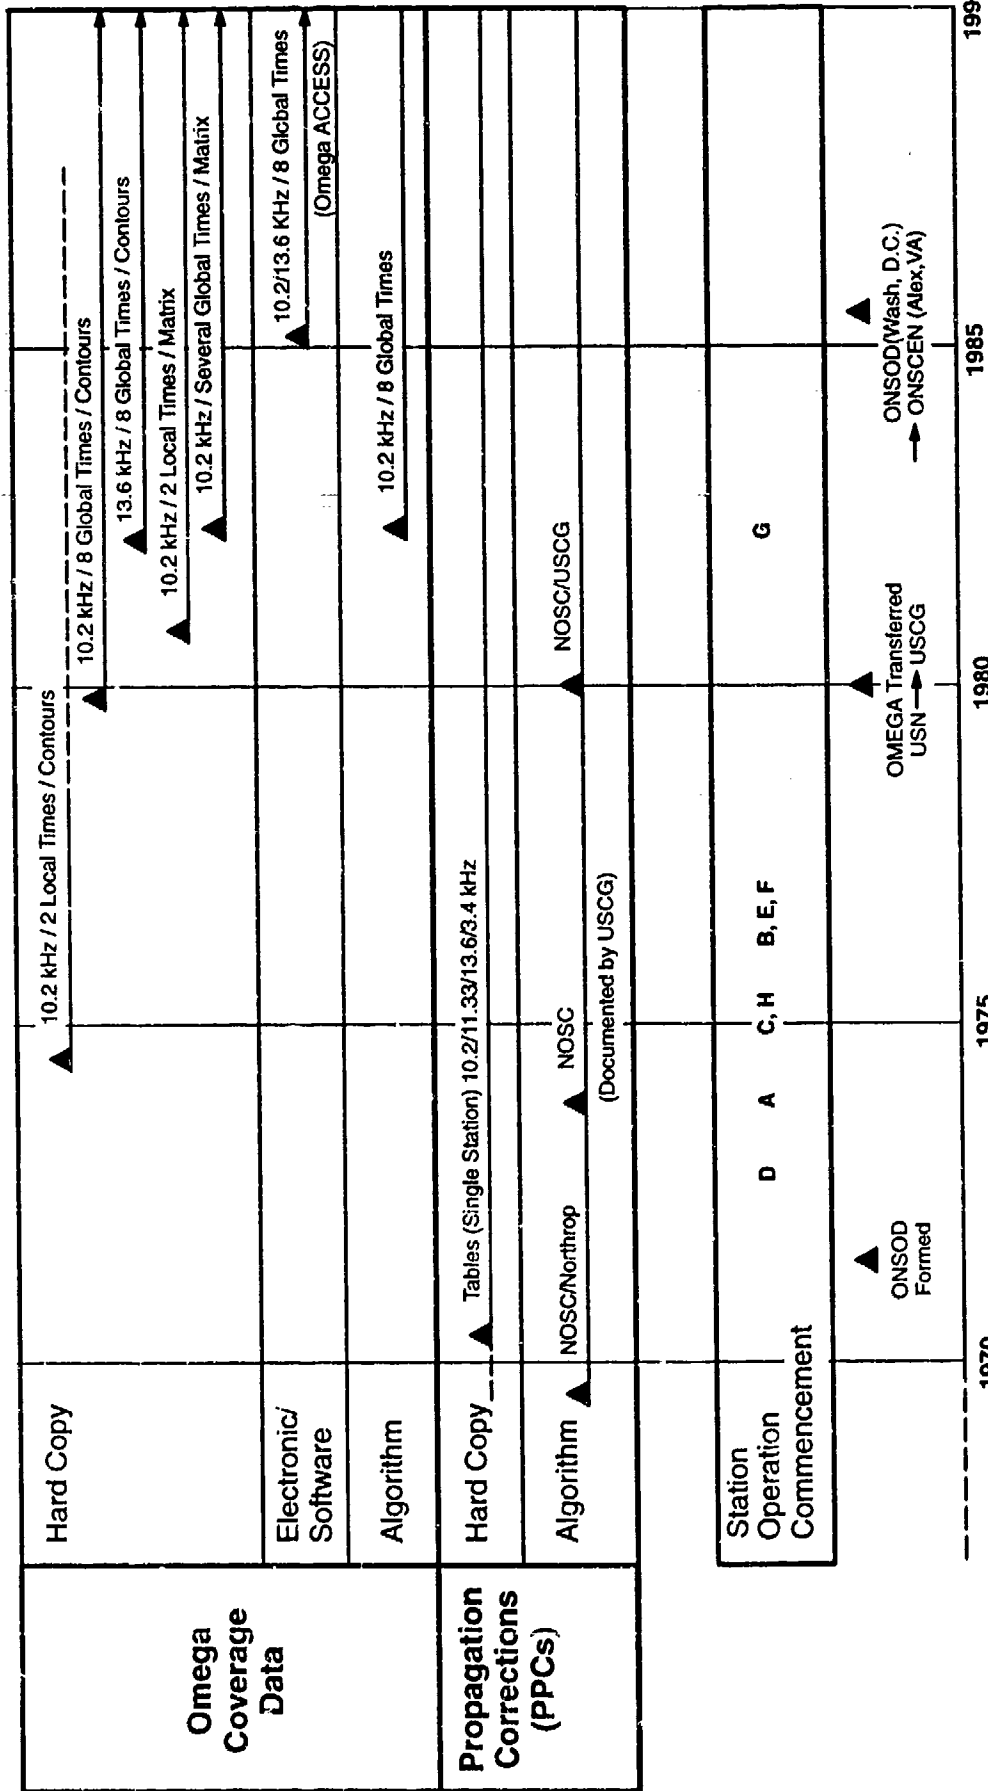 Omega
Coverage
Data
Hard Copy
10.2 kHz / 2 Local Times / Contours
10.2 kHz / 8 Global Times / Contours
13.6 kHz / 8 Global Times / Contours
10.2 kHz / 2 Local Times / Matrix
10.2 kHz / Several Global Times / Matrix
Electronic/
Software
10.2/13.6 KHz / 8 Global Times
(Omega ACCESS)
Algorithm
10.2 kHz / 8 Global Times
Propagation
Corrections
(PPCs)
Hard Copy
Tables (Single Station) 10.2/11.33/13.6/3.4 kHz
Algorithm
NOSC/Northrop
NOSC
NOSC/USCG
(Documented by USCG)
Station
Operation
Commencement
D A C, H B, E, F G
ONSOD
Formed
OMEGA Transferred
USN → USCG
ONSOD(Wash, D.C.)
→ ONSCEN (Alex,VA)
1970 1975 1980 1985 199